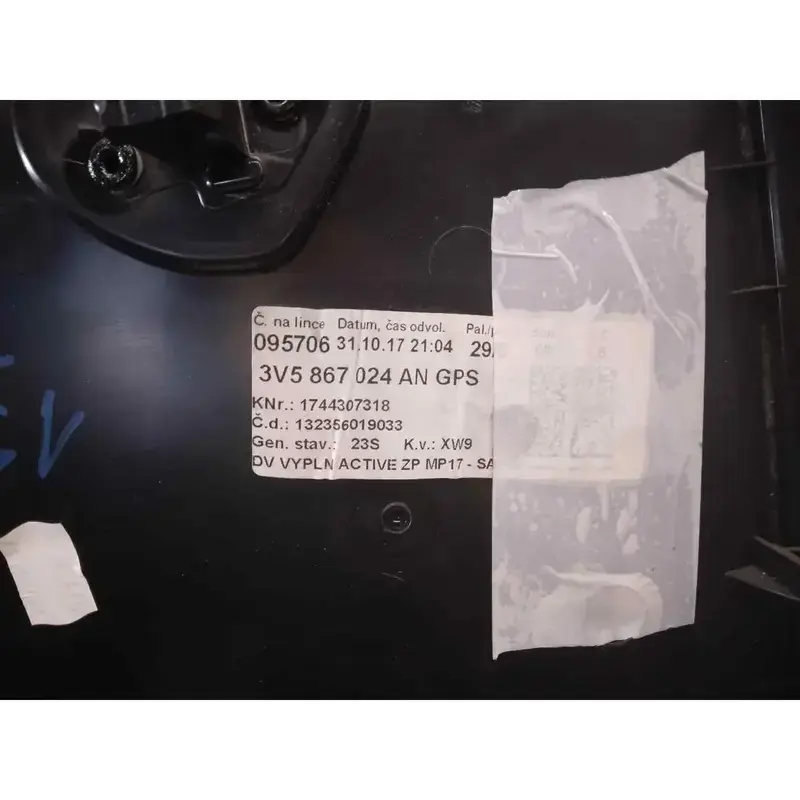 Č. na lince Datum, čas odvol. Pal./
095706 31.10.17 21:04 29/
3V5 867 024 AN GPS
KNr.: 1744307318
Č.d.: 132356019033
Gen. stav.: 23S K.v.: XW9
DV VYPLN ACTIVE ZP MP17 - SA